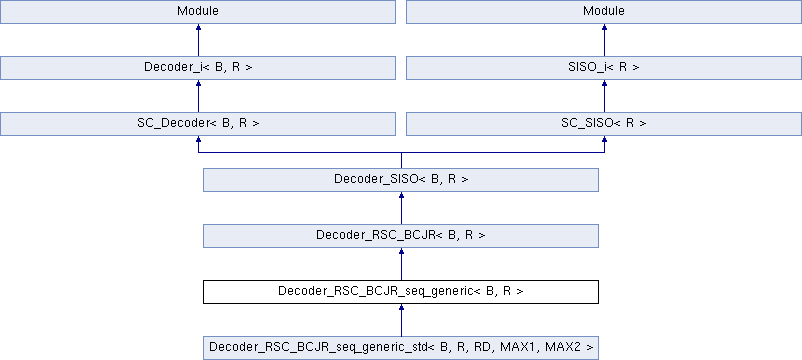 Module
Module
Decoder_i< B, R >
SISO_i< R >
SC_Decoder< B, R >
SC_SISO< R >
Decoder_SISO< B, R >
Decoder_RSC_BCJR< B, R >
Decoder_RSC_BCJR_seq_generic< B, R >
Decoder_RSC_BCJR_seq_generic_std< B, R, RD, MAX1, MAX2 >